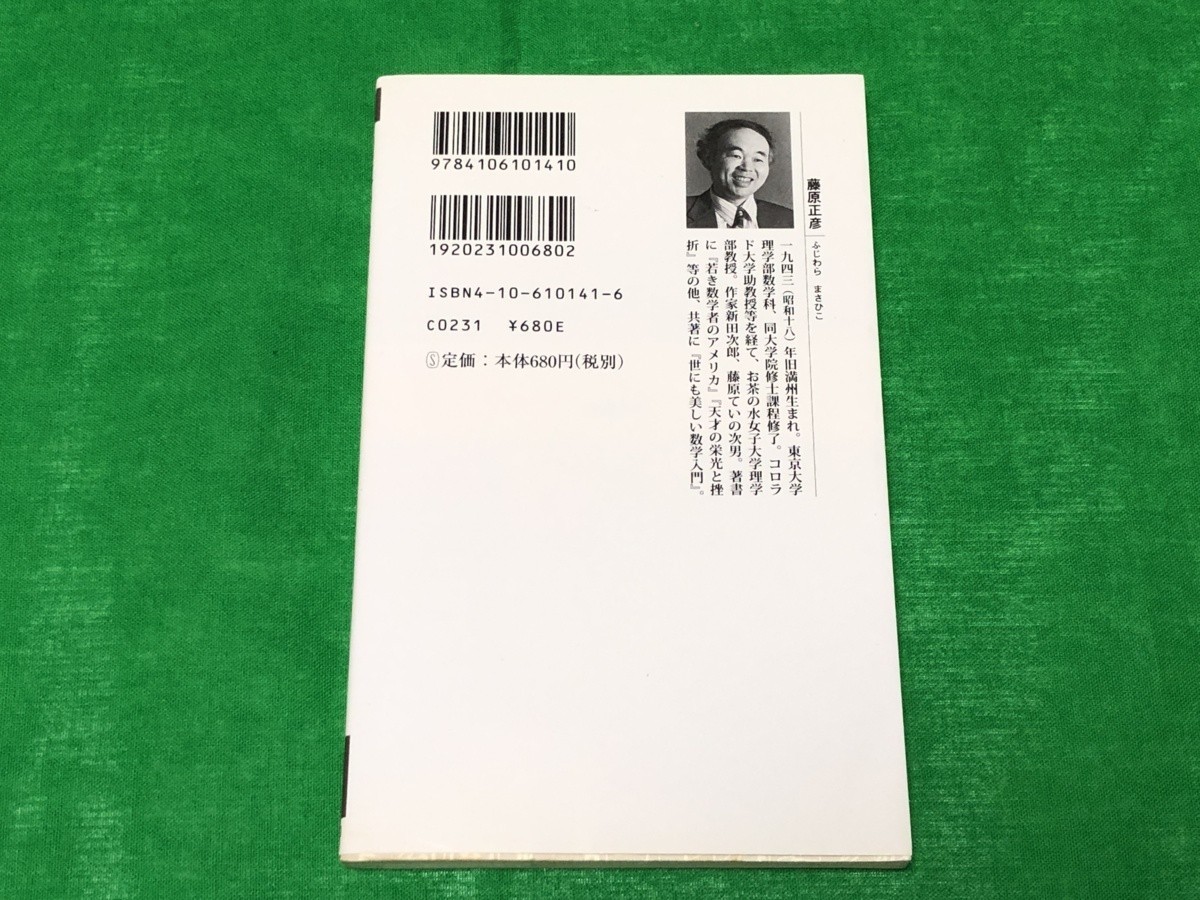 9784106101410
1920231006802
ISBN4-10-610141-6
C0231 ¥680E
Ⓢ定価：本体680円（税別）
藤原正彦 ふじわら まさひこ
一九四三（昭和十八）年旧満州生まれ。東京大学
理学部数学科、同大学院修士課程修了。コロラ
ド大学助教授等を経て、お茶の水女子大学理学
部教授。作家新田次郎、藤原ていの次男。著書
に『若き数学者のアメリカ』『天才の栄光と挫
折』等の他、共著に『世にも美しい数学入門』。